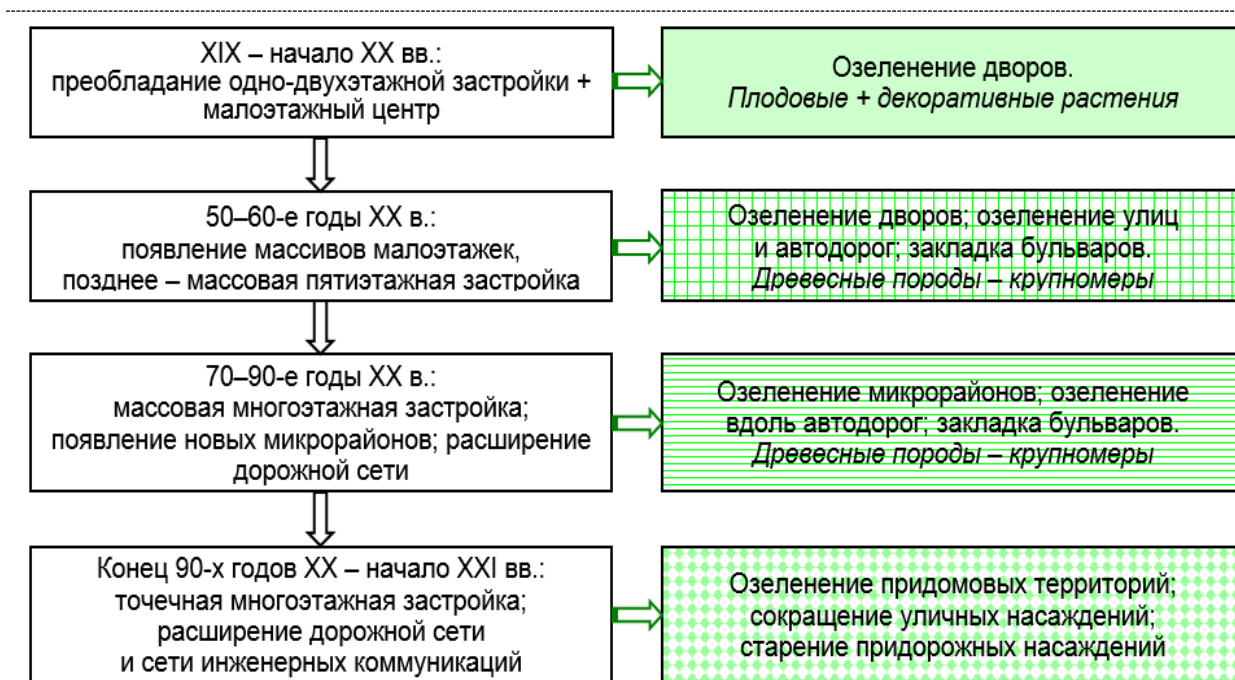 XIX – начало XX вв.:
преобладание одно-двухэтажной застройки +
малоэтажный центр
Озеленение дворов.
Плодовые + декоративные растения
50–60-е годы XX в.:
появление массивов малоэтажек,
позднее – массовая пятиэтажная застройка
Озеленение дворов; озеленение улиц
и автодорог; закладка бульваров.
Древесные породы – крупномеры
70–90-е годы XX в.:
массовая многоэтажная застройка;
появление новых микрорайонов; расширение
дорожной сети
Озеленение микрорайонов; озеленение
вдоль автодорог; закладка бульваров.
Древесные породы – крупномеры
Конец 90-х годов XX – начало XXI вв.:
точечная многоэтажная застройка;
расширение дорожной сети
и сети инженерных коммуникаций
Озеленение придомовых территорий;
сокращение уличных насаждений;
старение придорожных насаждений